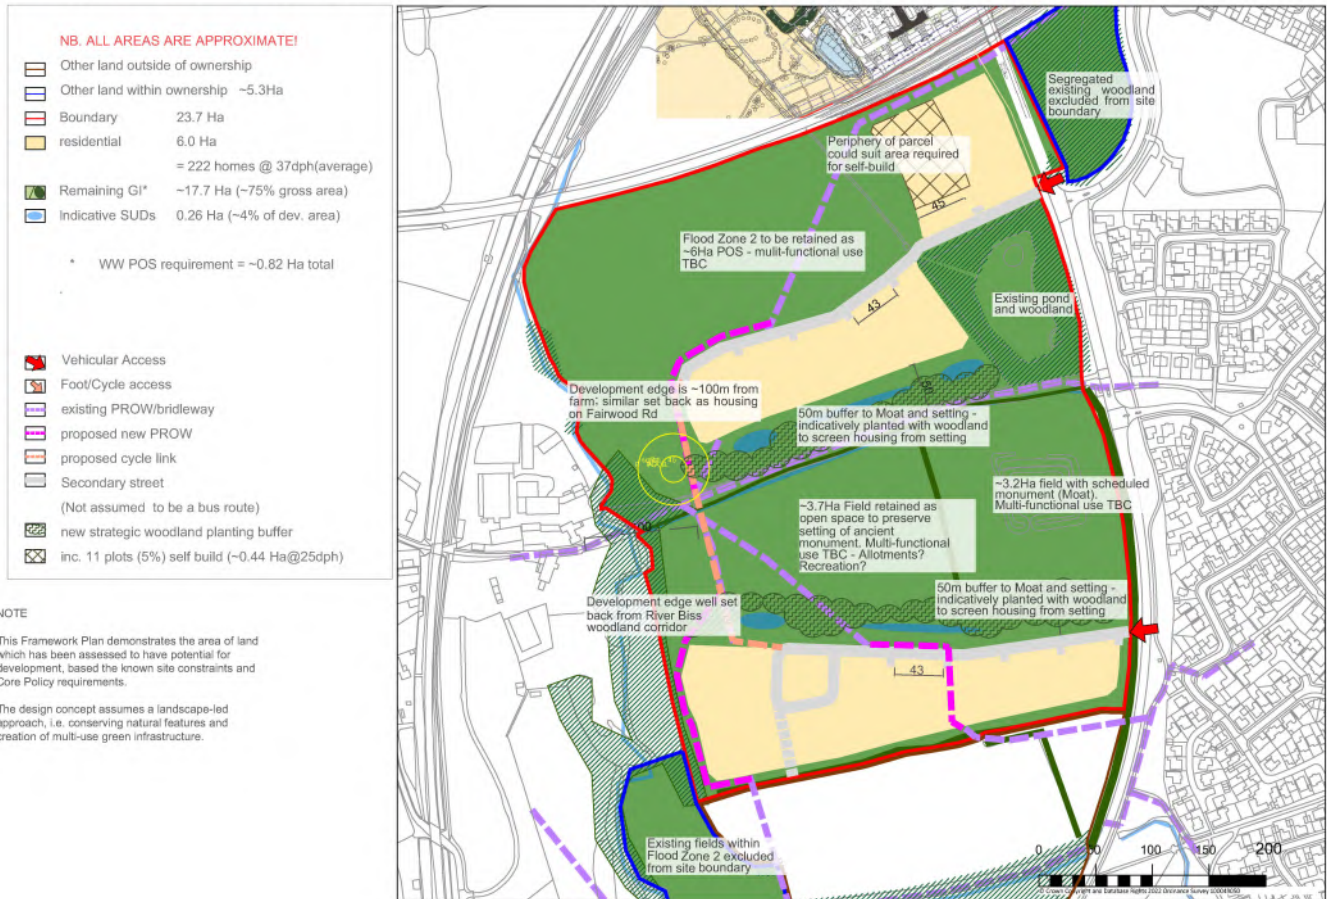 NB. ALL AREAS ARE APPROXIMATE!
Other land outside of ownership
Other land within ownership ~5.3Ha
Boundary 23.7 Ha
residential 6.0 Ha
= 222 homes @ 37dph(average)
Remaining GI* ~17.7 Ha (~75% gross area)
Indicative SUDs 0.26 Ha (~4% of dev. area)
* WW POS requirement = ~0.82 Ha total
Vehicular Access
Foot/Cycle access
existing PROW/bridleway
proposed new PROW
proposed cycle link
Secondary street
(Not assumed to be a bus route)
new strategic woodland planting buffer
inc. 11 plots (5%) self build (~0.44 Ha@25dph)
NOTE
This Framework Plan demonstrates the area of land
which has been assessed to have potential for
development, based the known site constraints and
Core Policy requirements.
The design concept assumes a landscape-led
approach, i.e. conserving natural features and
creation of multi-use green infrastructure.
Segregated
existing woodland
excluded from site
boundary
Periphery of parcel
could suit area required
for self-build
45
Flood Zone 2 to be retained as
~6Ha POS - mulit-functional use
TBC
Existing pond
and woodland
43
Development edge is ~100m from
farm; similar set back as housing
on Fairwood Rd
50
50m buffer to Moat and setting -
indicatively planted with woodland
to screen housing from setting
~3.2Ha field with scheduled
monument (Moat).
Multi-functional use TBC
~3.7Ha Field retained as
open space to preserve
setting of ancient
monument. Multi-functional
use TBC - Allotments?
Recreation?
50m buffer to Moat and setting -
indicatively planted with woodland
to screen housing from setting
Development edge well set
back from River Biss
woodland corridor
43
Existing fields within
Flood Zone 2 excluded
from site boundary
0 50 100 150 200
© Crown Copyright and Database Rights 2022 Ordnance Survey 100049050